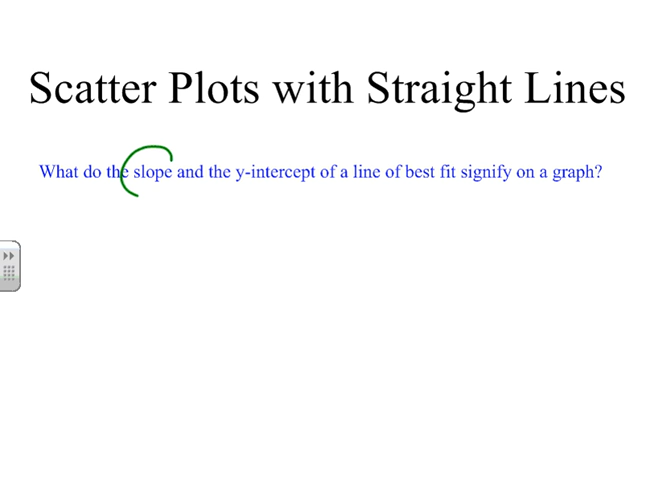 Scatter Plots with Straight Lines
What do the slope and the y-intercept of a line of best fit signify on a graph?